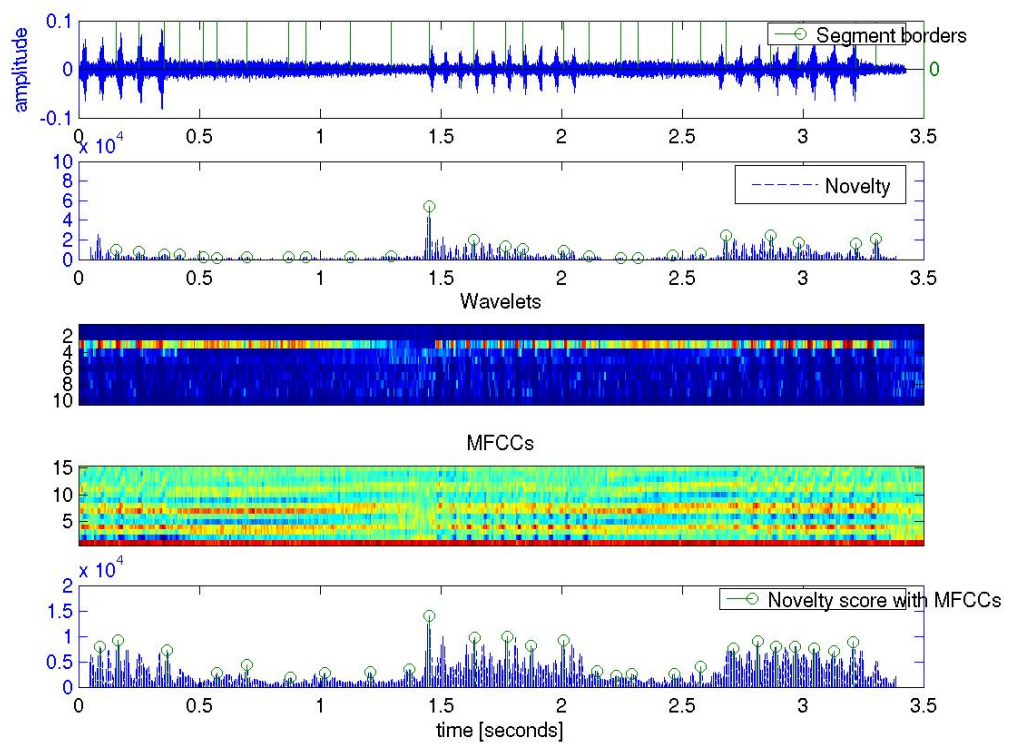 0.1
0
-0.1
amplitude
Segment borders
0
0 0.5 1 1.5 2 2.5 3 3.5
x 10^4
10
8
6
4
2
0
Novelty
0 0.5 1 1.5 2 2.5 3 3.5
Wavelets
2
4
6
8
10
MFCCs
15
10
5
x 10^4
2
1.5
1
0.5
0
Novelty score with MFCCs
0 0.5 1 1.5 2 2.5 3 3.5
time [seconds]